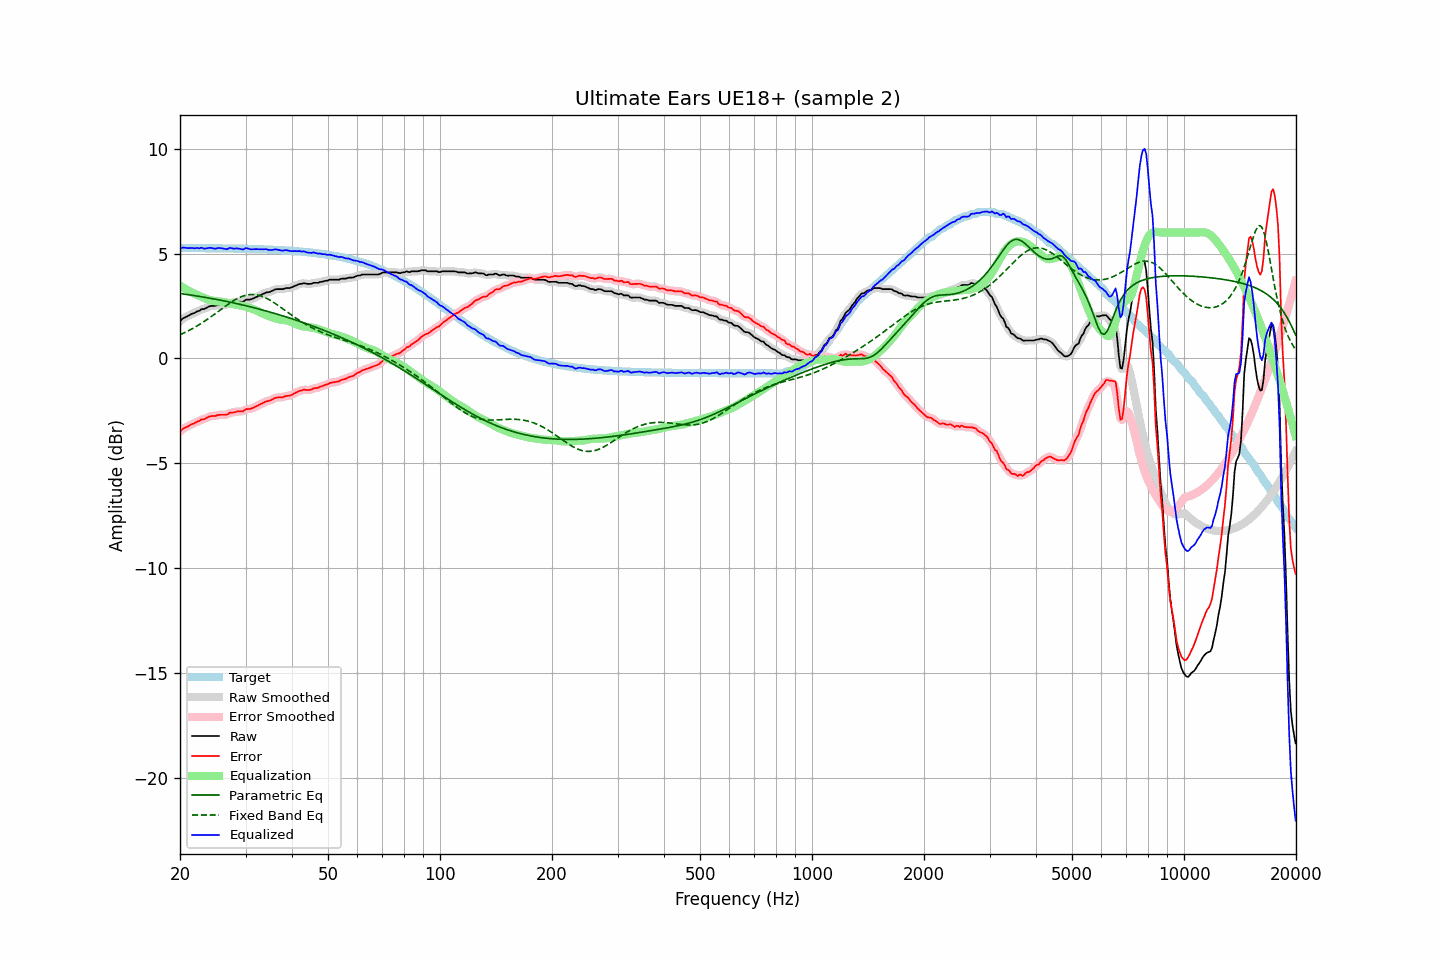 Ultimate Ears UE18+ (sample 2)
Amplitude (dBr)
10
5
0
−5
−10
−15
−20
Target
Raw Smoothed
Error Smoothed
Raw
Error
Equalization
Parametric Eq
Fixed Band Eq
Equalized
20 50 100 200 500 1000 2000 5000 10000 20000
Frequency (Hz)